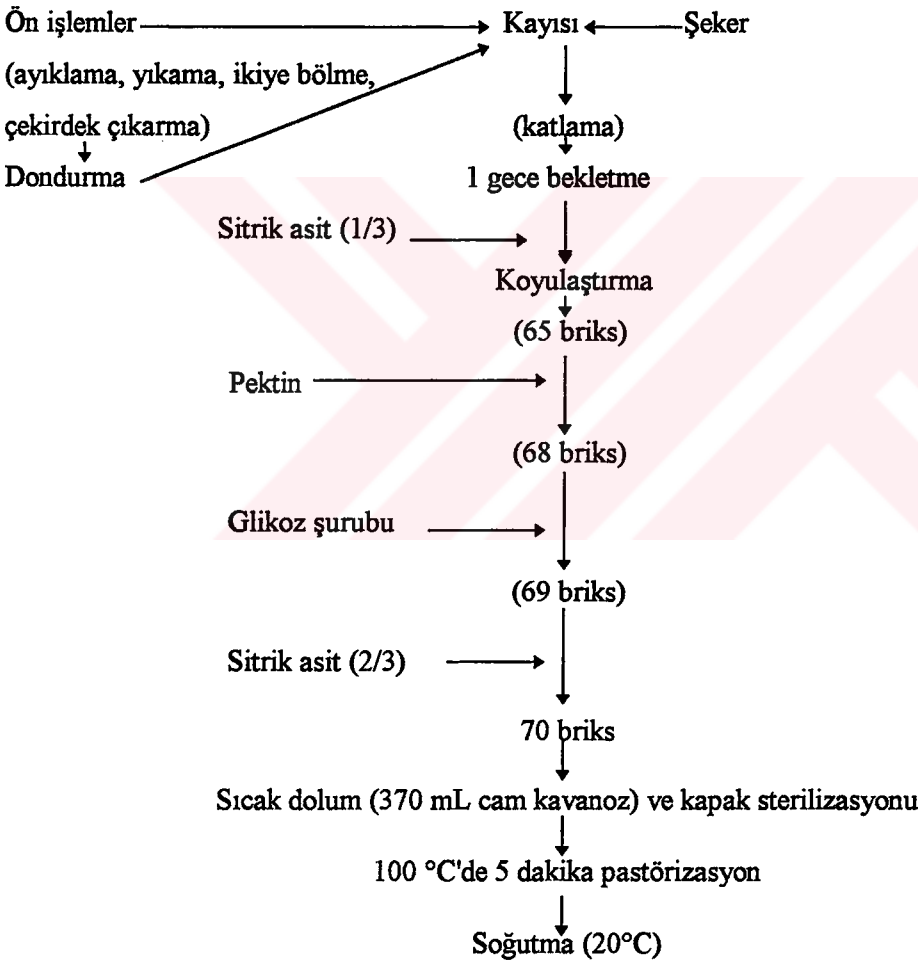 Ön işlemler Kayısı Şeker
(ayıklama, yıkama, ikiye bölme,
çekirdek çıkarma) (katlama)
Dondurma 1 gece bekletme
Sitrik asit (1/3)
Koyulaştırma
(65 briks)
Pektin
(68 briks)
Glikoz şurubu
(69 briks)
Sitrik asit (2/3)
70 briks
Sıcak dolum (370 mL cam kavanoz) ve kapak sterilizasyonu
100 °C'de 5 dakika pastörizasyon
Soğutma (20°C)